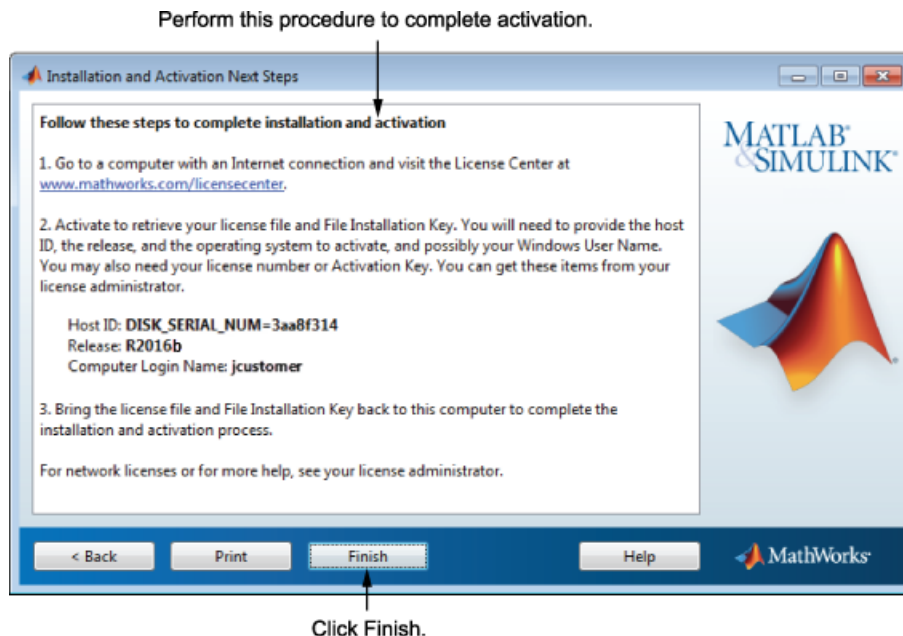 Perform this procedure to complete activation.
Installation and Activation Next Steps
Follow these steps to complete installation and activation
1. Go to a computer with an Internet connection and visit the License Center at
www.mathworks.com/licensecenter.
2. Activate to retrieve your license file and File Installation Key. You will need to provide the host
ID, the release, and the operating system to activate, and possibly your Windows User Name.
You may also need your license number or Activation Key. You can get these items from your
license administrator.
Host ID: DISK_SERIAL_NUM=3aa8f314
Release: R2016b
Computer Login Name: jcustomer
3. Bring the license file and File Installation Key back to this computer to complete the
installation and activation process.
For network licenses or for more help, see your license administrator.
MATLAB®
&SIMULINK®
< Back
Print
Finish
Help
MathWorks®
Click Finish.